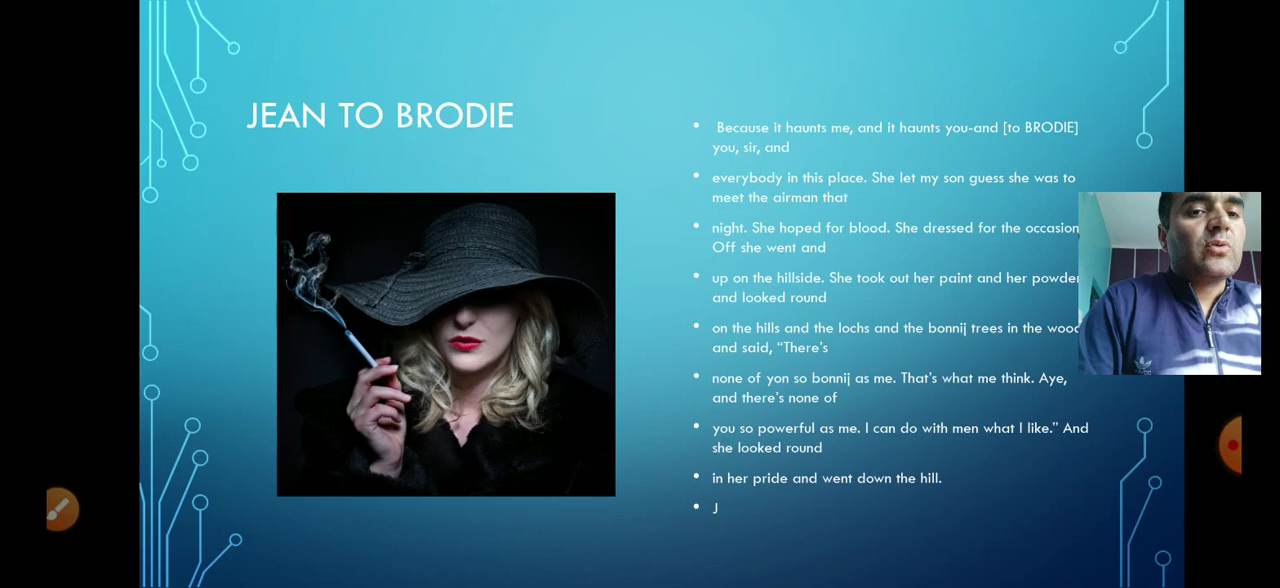 JEAN TO BRODIE
• Because it haunts me, and it haunts you-and [to BRODIE]
you, sir, and
• everybody in this place. She let my son guess she was to
meet the airman that
• night. She hoped for blood. She dressed for the occasion
Off she went and
• up on the hillside. She took out her paint and her powder
and looked round
• on the hills and the lochs and the bonnij trees in the
and said, “There’s
• none of yon so bonnij as me. That’s what me think. Aye,
and there’s none of
• you so powerful as me. I can do with men what I like.” And
she looked round
• in her pride and went down the hill.
• J